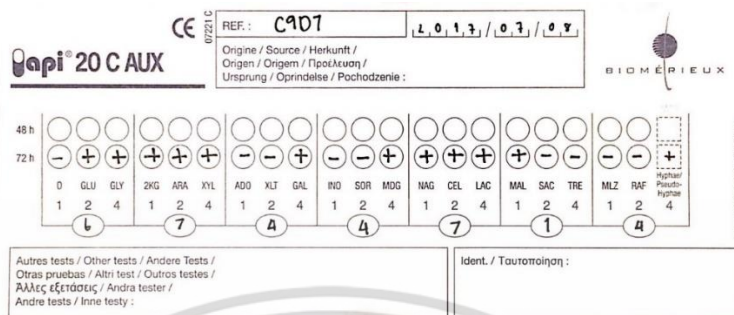 CE
07221 C
REF. : C9D7
2,0,1,7,/0,7,/0,8,
api® 20 C AUX
Origine / Source / Herkunft /
Origen / Origem / Προέλευση /
Ursprung / Oprindelse / Pochodzenie :
BIOMÉRIEUX
48 h
72 h - + + + + + - - + - - + + + + + - - - - +
0 GLU GLY 2KG ARA XYL ADO XLT GAL INO SOR MDG NAG CEL LAC MAL SAC TRE MLZ RAF Hyphae/
Pseudo-
Hyphae
1 2 4 1 2 4 1 2 4 1 2 4 1 2 4 1 2 4 1 2 4
6 7 4 4 7 1 4
Autres tests / Other tests / Andere Tests /
Otras pruebas / Altri test / Outros testes /
Άλλες εξετάσεις / Andra tester /
Andre tests / Inne testy :
Ident. / Ταυτοποίηση :